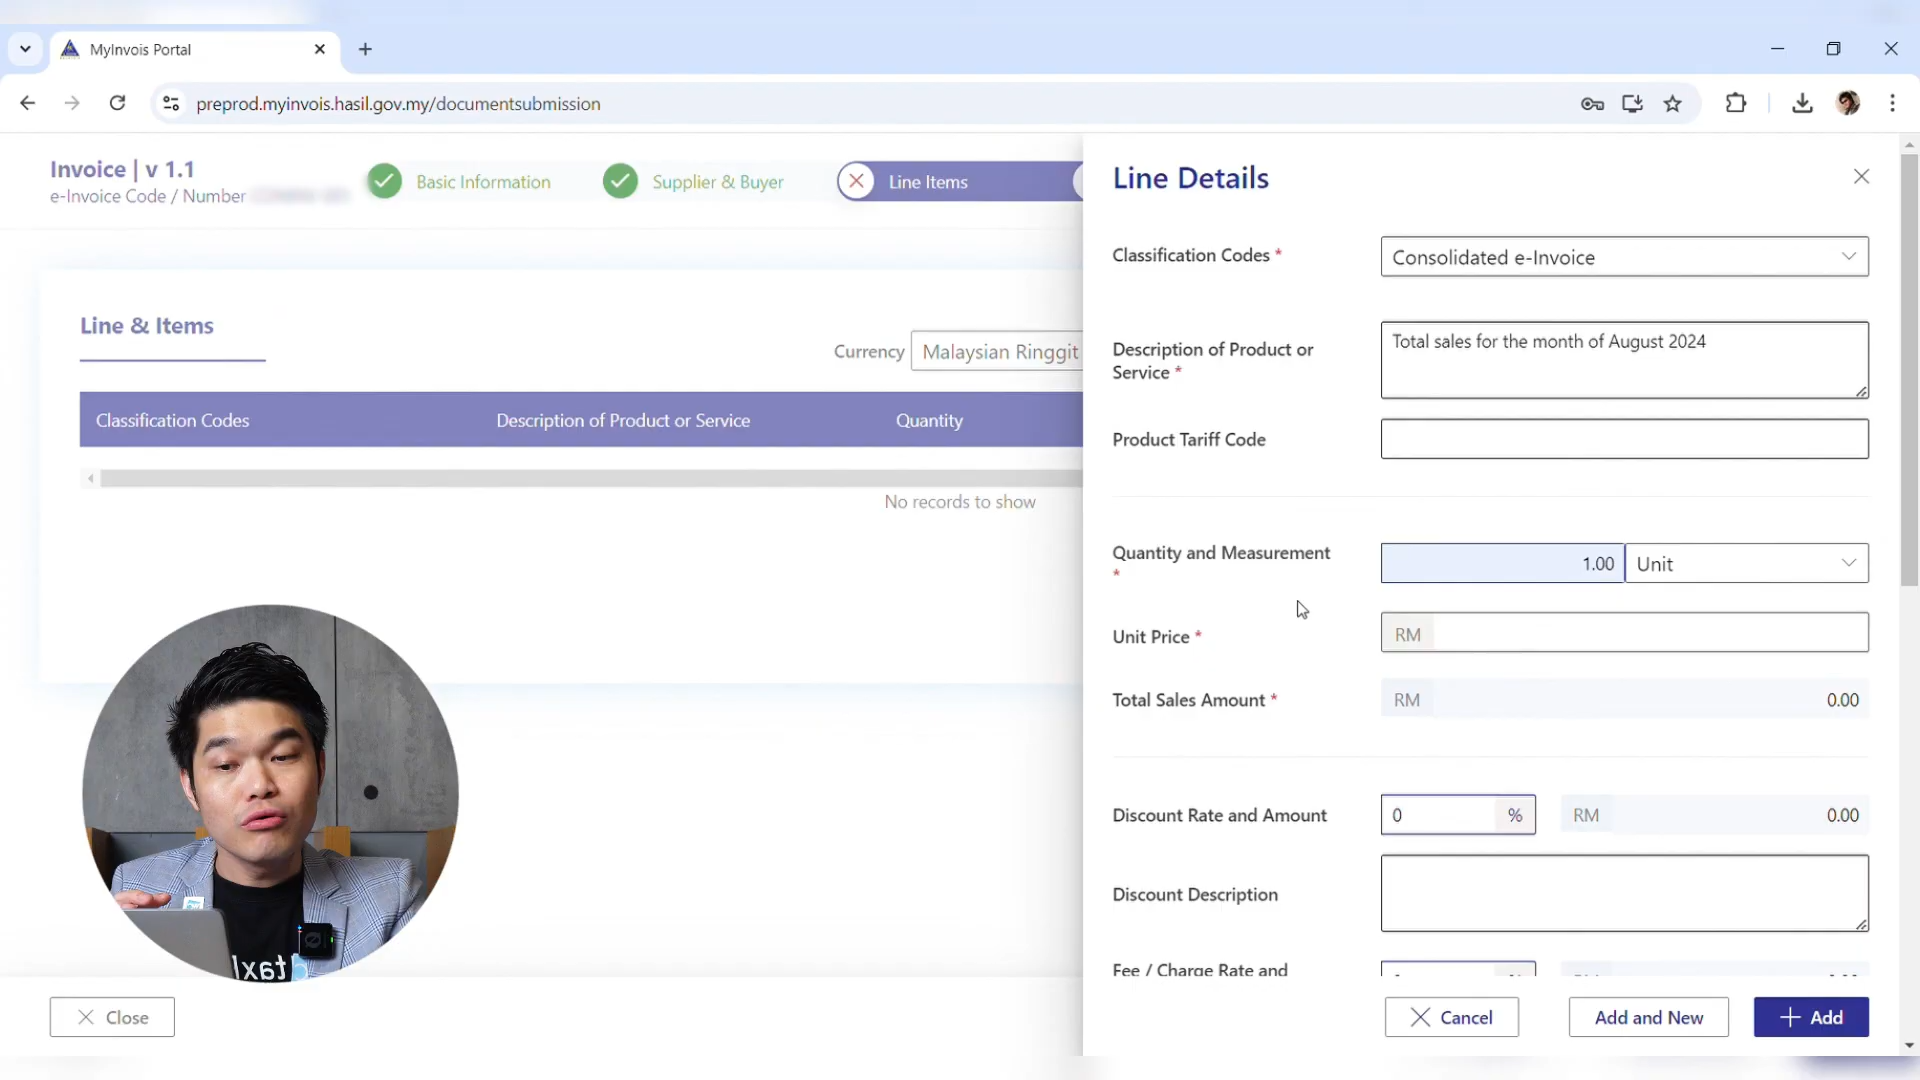 MyInvois Portal
preprod.myinvois.hasil.gov.my/documentsubmission
Invoice | v 1.1
e-Invoice Code / Number
Basic Information
Supplier & Buyer
Line Items
Line & Items
Currency
Malaysian Ringgit
Classification Codes
Description of Product or Service
Quantity
No records to show
Close
Line Details
Classification Codes *
Consolidated e-Invoice
Description of Product or
Service *
Total sales for the month of August 2024
Product Tariff Code
Quantity and Measurement
*
1.00
Unit
Unit Price *
RM
Total Sales Amount *
RM
0.00
Discount Rate and Amount
0
%
RM
0.00
Discount Description
Fee / Charge Rate and
Cancel
Add and New
+ Add